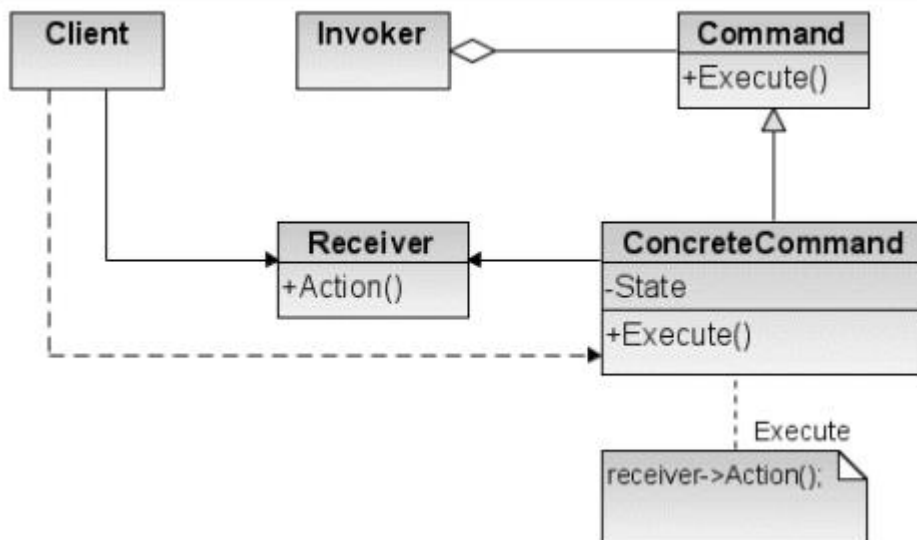 Client
Invoker
Command
+Execute()
Receiver
+Action()
ConcreteCommand
-State
+Execute()
Execute
receiver->Action();